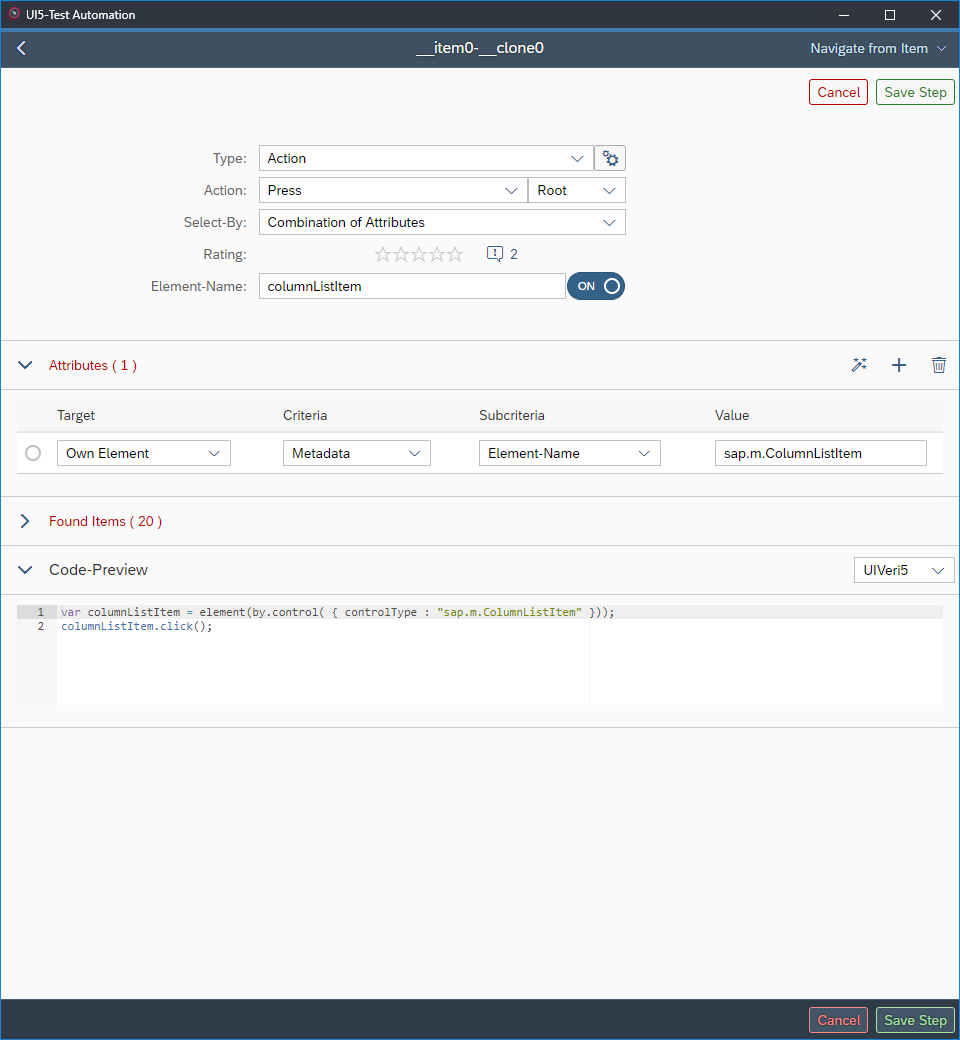 UI5-Test Automation
__item0-__clone0
Navigate from Item
Cancel
Save Step
Type:
Action
Action:
Press
Root
Select-By:
Combination of Attributes
Rating:
2
Element-Name:
columnListItem
ON
Attributes ( 1 )
Target
Criteria
Subcriteria
Value
Own Element
Metadata
Element-Name
sap.m.ColumnListItem
Found Items ( 20 )
Code-Preview
UIVeri5
1 var columnListItem = element(by.control( { controlType : "sap.m.ColumnListItem" }));
2 columnListItem.click();
Cancel
Save Step